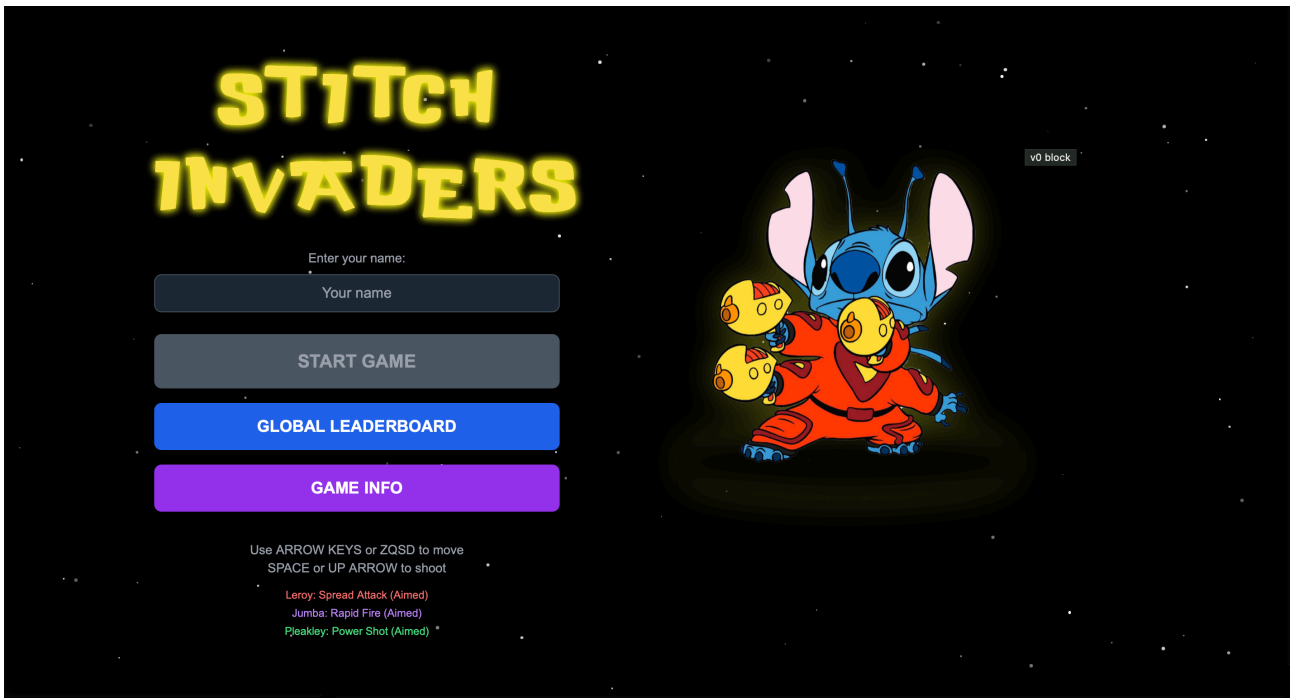 STITCH
INVADERS
v0 block
Enter your name:
Your name
START GAME
GLOBAL LEADERBOARD
GAME INFO
Use ARROW KEYS or ZQSD to move
SPACE or UP ARROW to shoot
Leroy: Spread Attack (Aimed)
Jumba: Rapid Fire (Aimed)
Pleakley: Power Shot (Aimed)